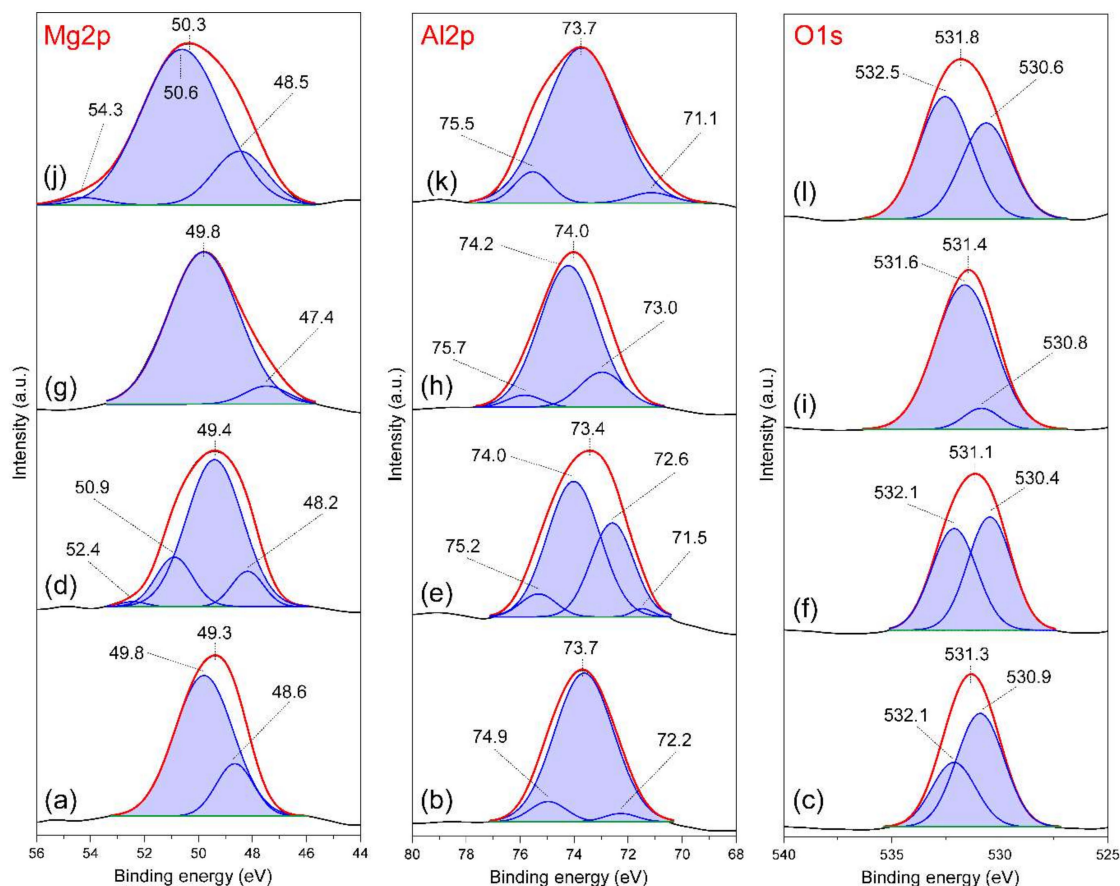 Mg2p
50.3
50.6
48.5
54.3
(j)
49.8
47.4
(g)
49.4
50.9
48.2
52.4
(d)
49.3
49.8
48.6
(a)
Intensity (a.u.)
Intensity (a.u.)
56 54 52 50 48 46 44
Binding energy (eV)
Al2p
73.7
75.5
71.1
(k)
74.0
74.2
73.0
75.7
(h)
73.4
74.0
72.6
75.2
71.5
(e)
73.7
74.9
72.2
(b)
Intensity (a.u.)
Intensity (a.u.)
80 78 76 74 72 70 68
Binding energy (eV)
O1s
531.8
532.5
530.6
(l)
531.4
531.6
530.8
(i)
531.1
532.1
530.4
(f)
531.3
530.9
532.1
(c)
Intensity (a.u.)
Intensity (a.u.)
540 535 530 525
Binding energy (eV)